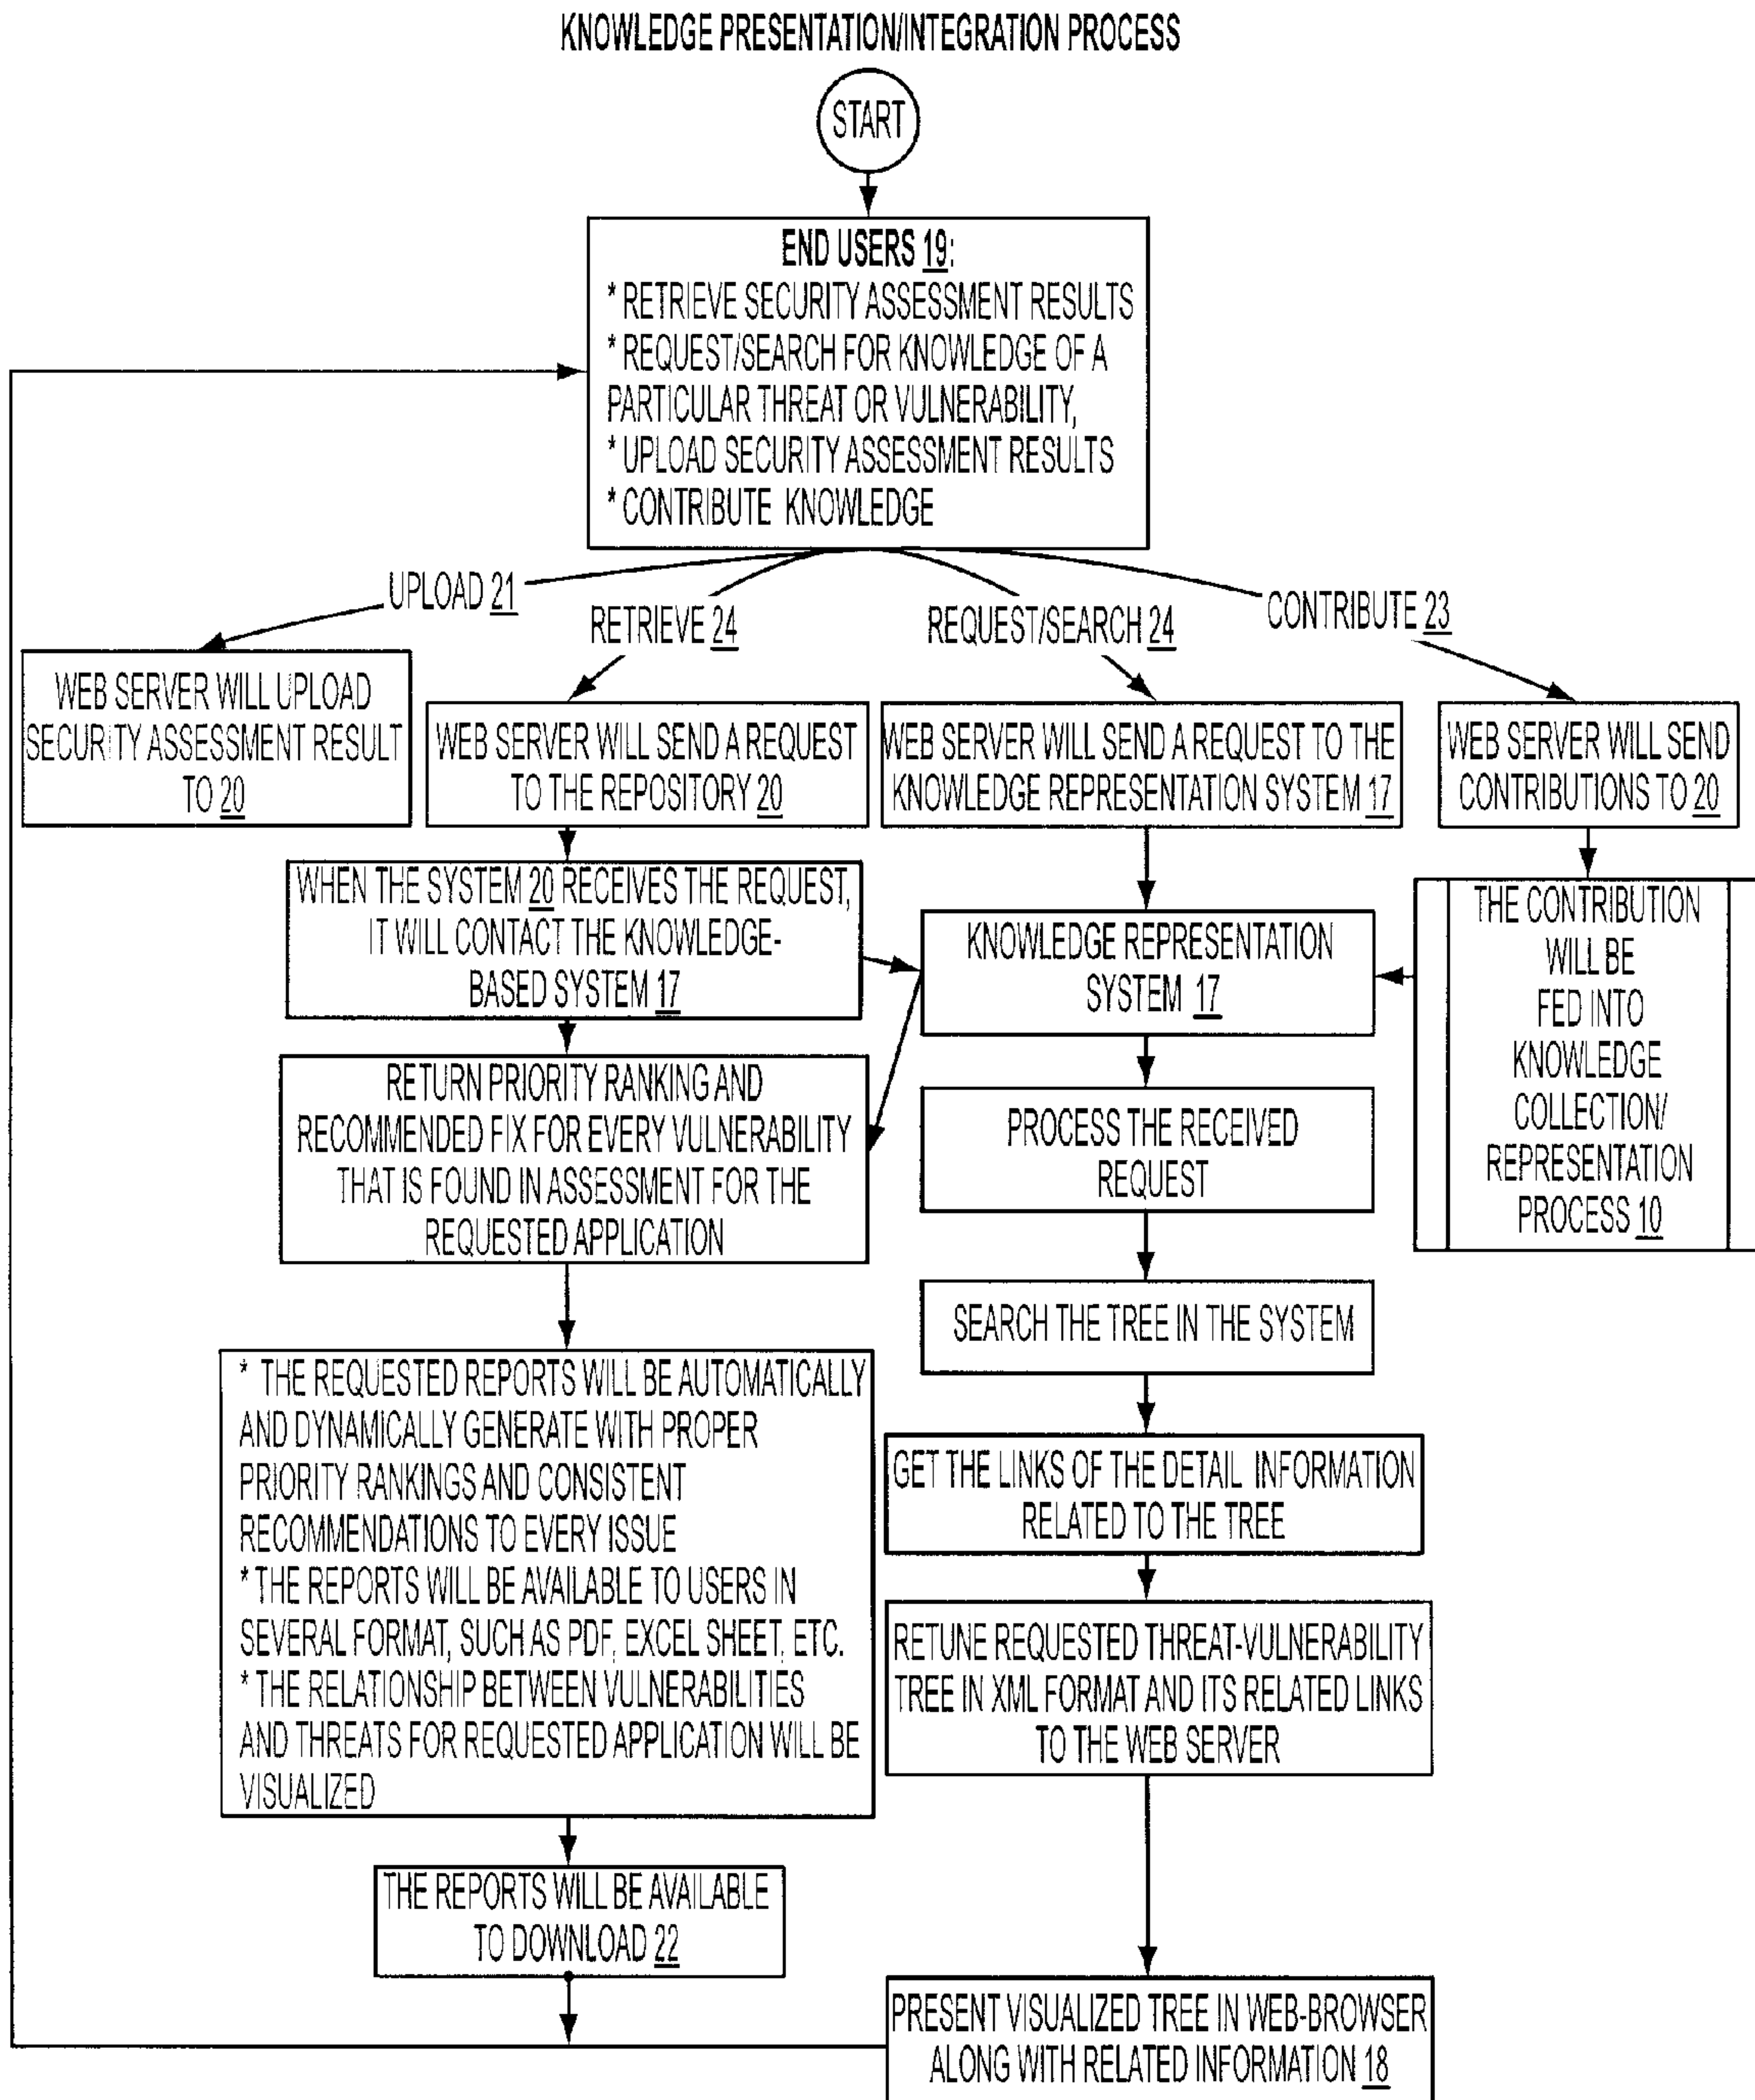 KNOWLEDGE PRESENTATION/INTEGRATION PROCESS
START
END USERS 19:
* RETRIEVE SECURITY ASSESSMENT RESULTS
* REQUEST/SEARCH FOR KNOWLEDGE OF A
PARTICULAR THREAT OR VULNERABILITY,
* UPLOAD SECURITY ASSESSMENT RESULTS
* CONTRIBUTE KNOWLEDGE
UPLOAD 21
RETRIEVE 24
REQUEST/SEARCH 24
CONTRIBUTE 23
WEB SERVER WILL UPLOAD
SECURITY ASSESSMENT RESULT
TO 20
WEB SERVER WILL SEND A REQUEST
TO THE REPOSITORY 20
WEB SERVER WILL SEND A REQUEST TO THE
KNOWLEDGE REPRESENTATION SYSTEM 17
WEB SERVER WILL SEND
CONTRIBUTIONS TO 20
WHEN THE SYSTEM 20 RECEIVES THE REQUEST,
IT WILL CONTACT THE KNOWLEDGE-
BASED SYSTEM 17
KNOWLEDGE REPRESENTATION
SYSTEM 17
THE CONTRIBUTION
WILL BE
FED INTO
KNOWLEDGE
COLLECTION/
REPRESENTATION
PROCESS 10
RETURN PRIORITY RANKING AND
RECOMMENDED FIX FOR EVERY VULNERABILITY
THAT IS FOUND IN ASSESSMENT FOR THE
REQUESTED APPLICATION
PROCESS THE RECEIVED
REQUEST
SEARCH THE TREE IN THE SYSTEM
* THE REQUESTED REPORTS WILL BE AUTOMATICALLY
AND DYNAMICALLY GENERATE WITH PROPER
PRIORITY RANKINGS AND CONSISTENT
RECOMMENDATIONS TO EVERY ISSUE
* THE REPORTS WILL BE AVAILABLE TO USERS IN
SEVERAL FORMAT, SUCH AS PDF, EXCEL SHEET, ETC.
* THE RELATIONSHIP BETWEEN VULNERABILITIES
AND THREATS FOR REQUESTED APPLICATION WILL BE
VISUALIZED
GET THE LINKS OF THE DETAIL INFORMATION
RELATED TO THE TREE
RETUNE REQUESTED THREAT-VULNERABILITY
TREE IN XML FORMAT AND ITS RELATED LINKS
TO THE WEB SERVER
THE REPORTS WILL BE AVAILABLE
TO DOWNLOAD 22
PRESENT VISUALIZED TREE IN WEB-BROWSER
ALONG WITH RELATED INFORMATION 18